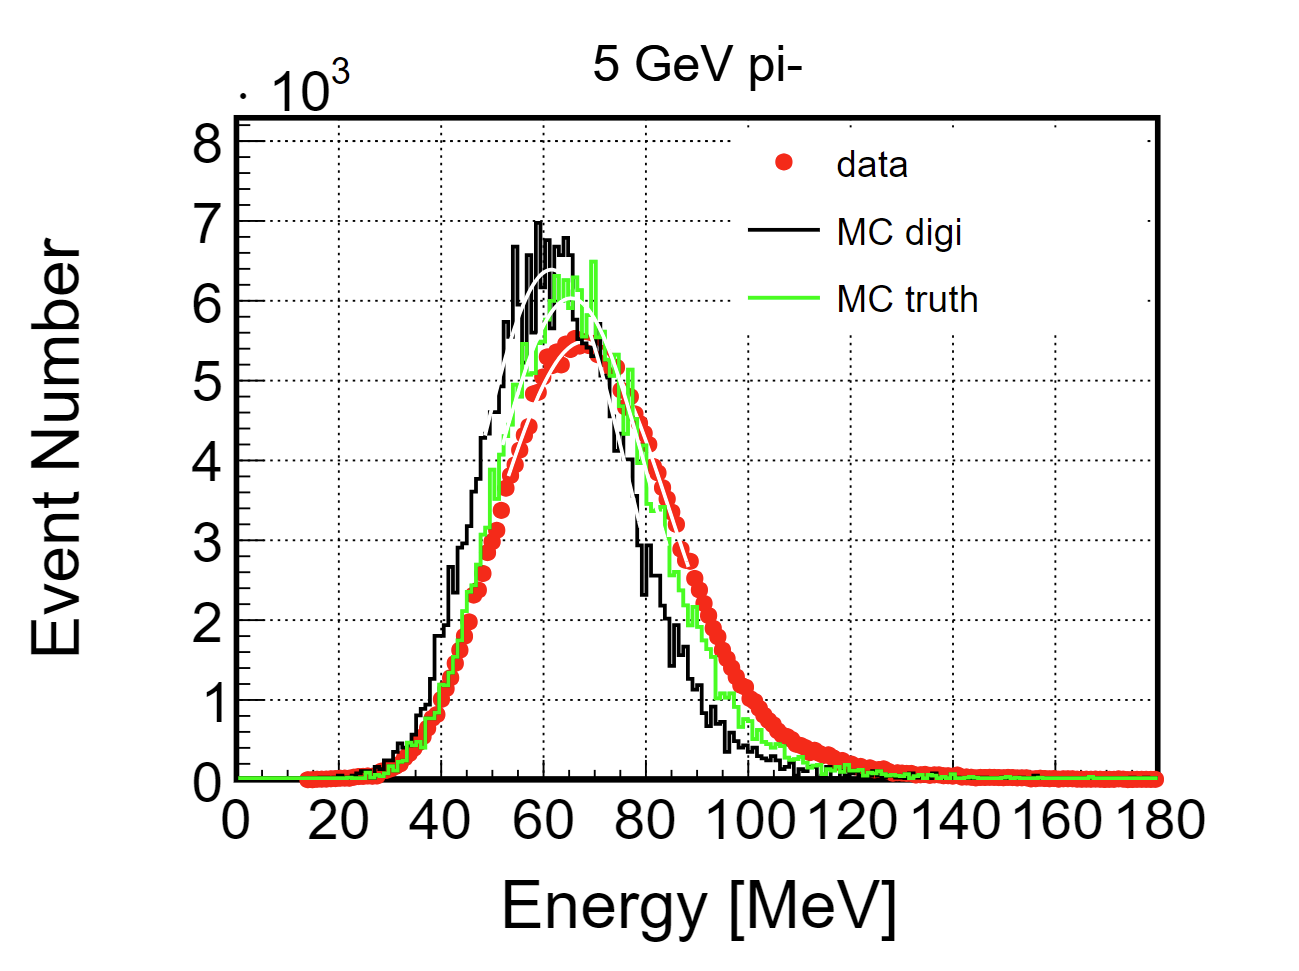 5 GeV pi-
· 10³
data
MC digi
MC truth
Event Number
8
7
6
5
4
3
2
1
0
0 20 40 60 80 100 120 140 160 180
Energy [MeV]